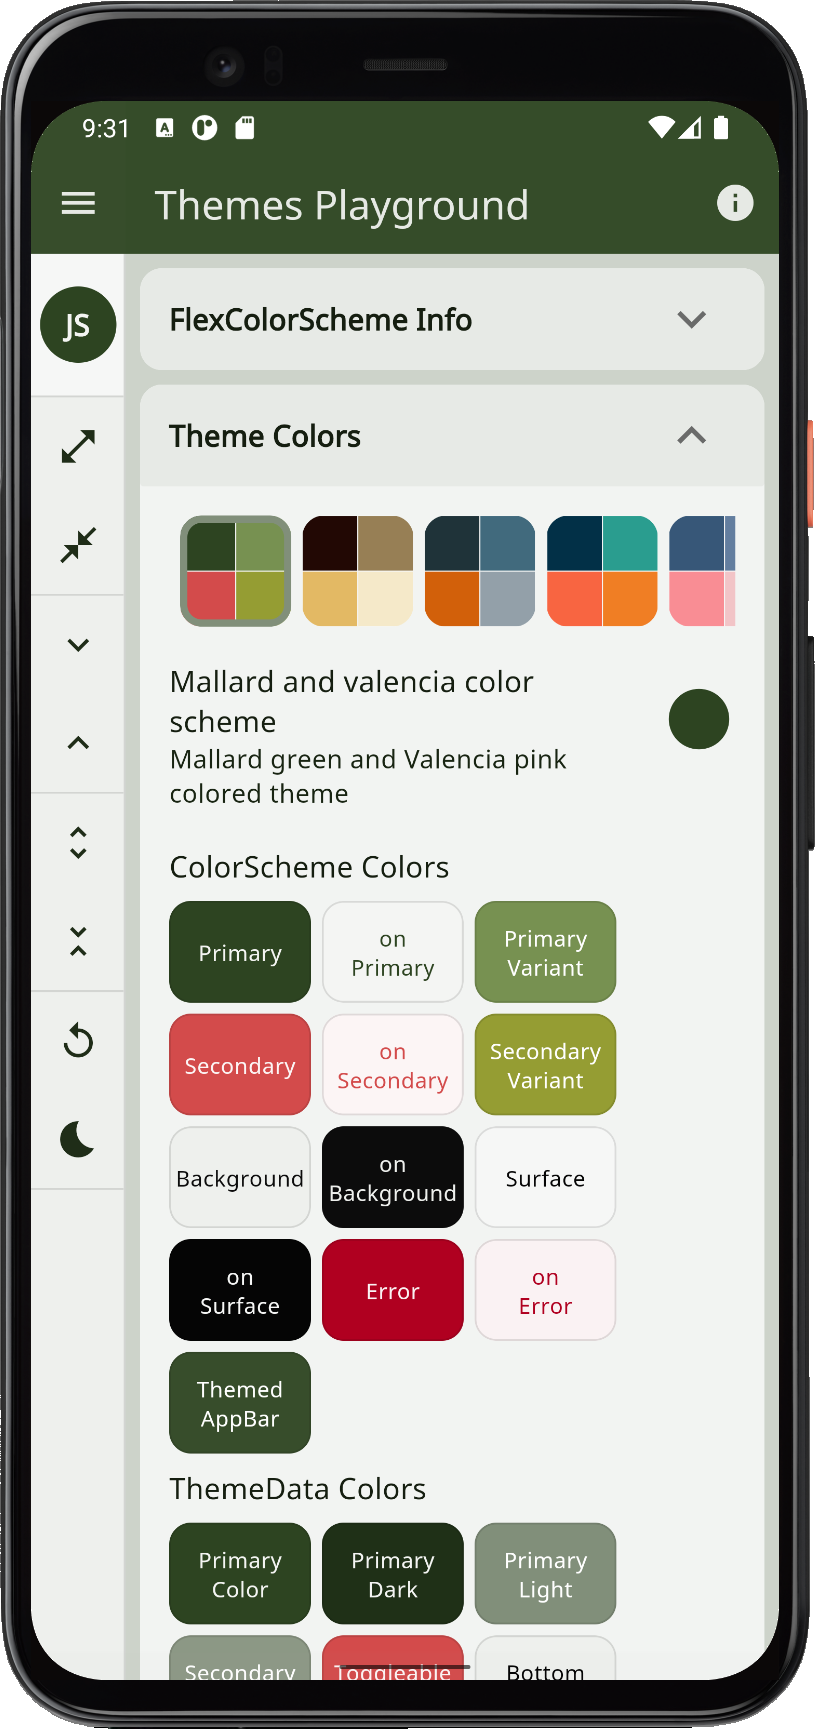 9:31
Themes Playground
JS
FlexColorScheme Info
Theme Colors
Mallard and valencia color
scheme
Mallard green and Valencia pink
colored theme
ColorScheme Colors
Primary
on
Primary
Primary
Variant
Secondary
on
Secondary
Secondary
Variant
Background
on
Background
Surface
on
Surface
Error
on
Error
Themed
AppBar
ThemeData Colors
Primary
Color
Primary
Dark
Primary
Light
Secondary
Toggleable
Bottom